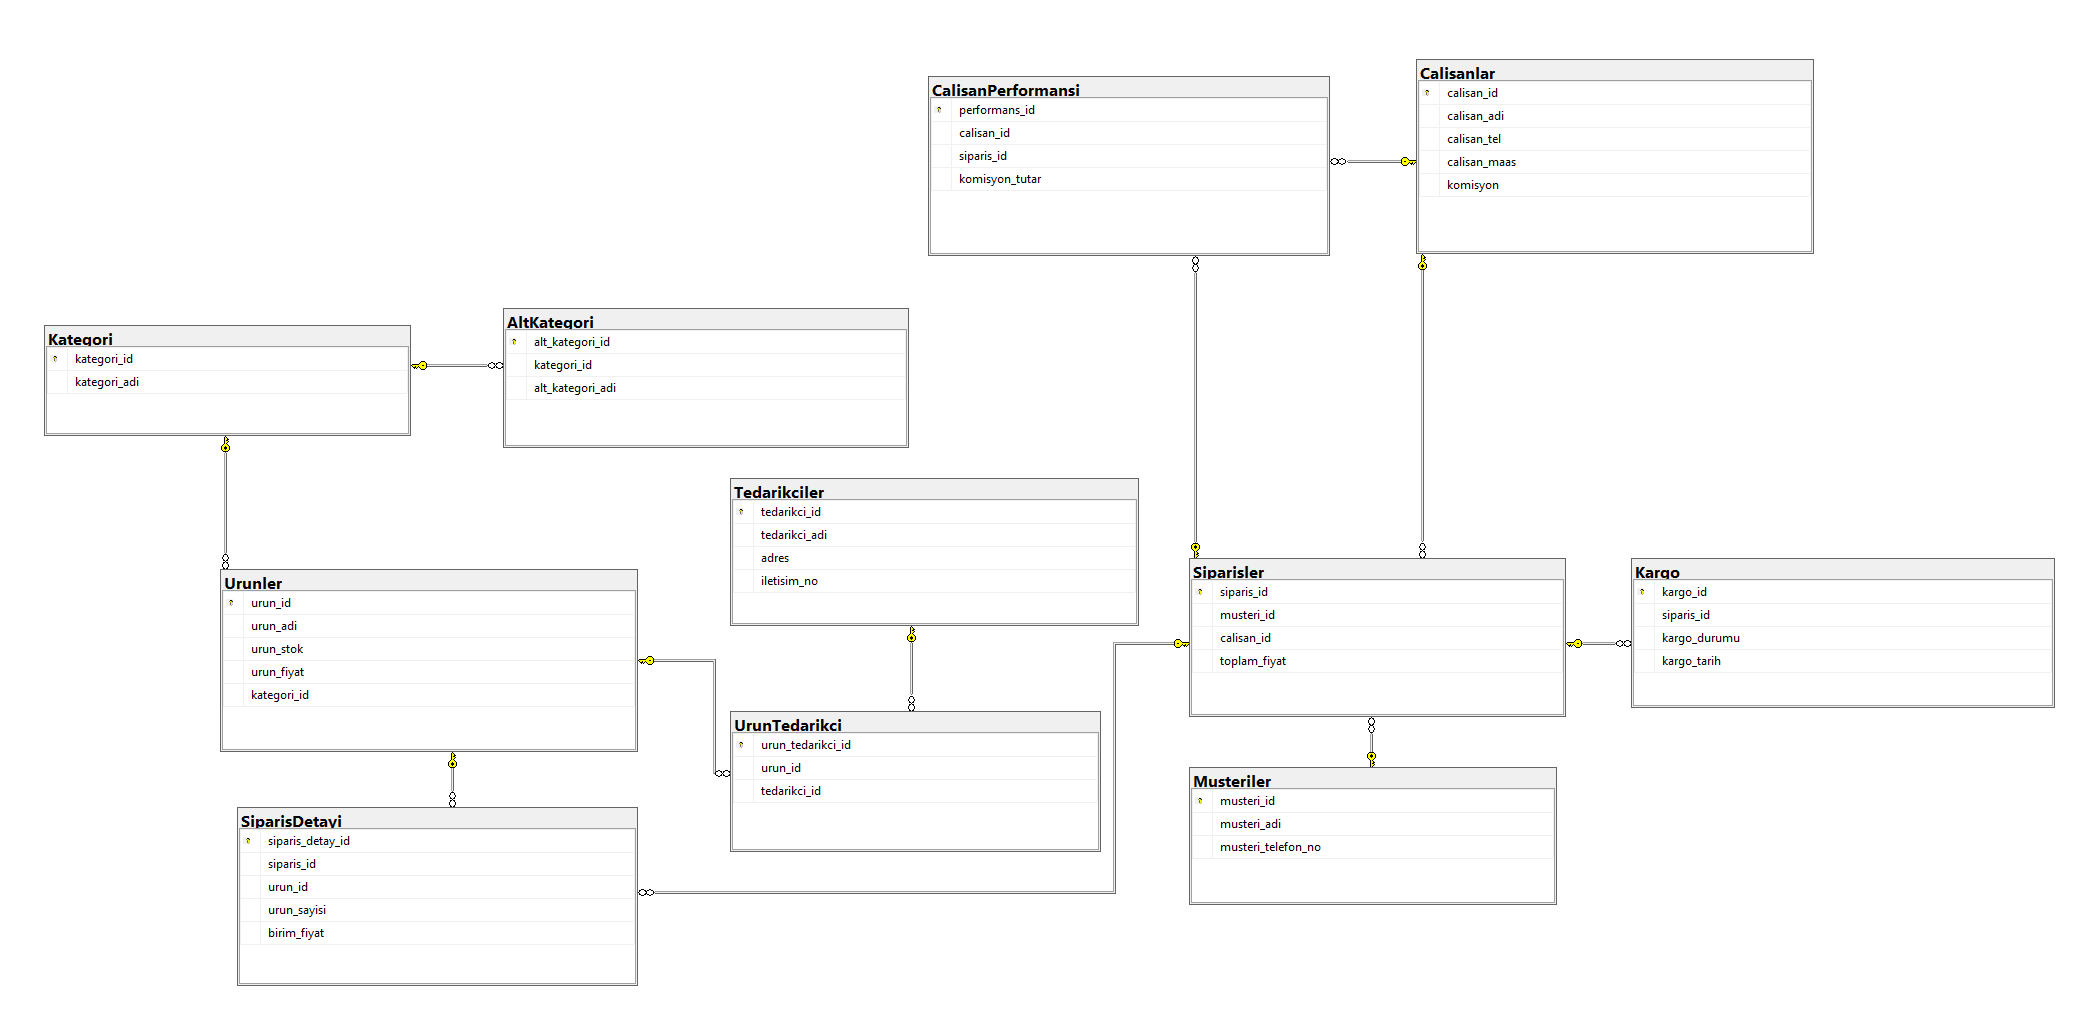 CalisanPerformansi
performans_id
calisan_id
siparis_id
komisyon_tutar
Calisanlar
calisan_id
calisan_adi
calisan_tel
calisan_maas
komisyon
Kategori
kategori_id
kategori_adi
AltKategori
alt_kategori_id
kategori_id
alt_kategori_adi
Tedarikciler
tedarikci_id
tedarikci_adi
adres
iletisim_no
Urunler
urun_id
urun_adi
urun_stok
urun_fiyat
kategori_id
Siparisler
siparis_id
musteri_id
calisan_id
toplam_fiyat
Kargo
kargo_id
siparis_id
kargo_durumu
kargo_tarih
UrunTedarikci
urun_tedarikci_id
urun_id
tedarikci_id
Musteriler
musteri_id
musteri_adi
musteri_telefon_no
SiparisDetayi
siparis_detay_id
siparis_id
urun_id
urun_sayisi
birim_fiyat